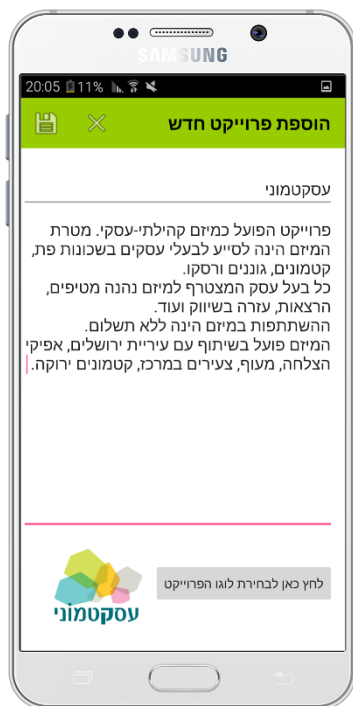 SAMSUNG
20:05 11%
הוספת פרוייקט חדש
עסקטמוני
פרוייקט הפועל כמיזם קהילתי-עסקי. מטרת
המיזם הינה לסייע לבעלי עסקים בשכונות פת,
קטמונים, גוננים ורסקו.
כל בעל עסק המצטרף למיזם נהנה מטיפים,
הרצאות, עזרה בשיווק ועוד.
ההשתתפות במיזם הינה ללא תשלום.
המיזם פועל בשיתוף עם עיריית ירושלים, אפיקי
הצלחה, מעוף, צעירים במרכז, קטמונים ירוקה.
לחץ כאן לבחירת לוגו הפרוייקט
עסקטמוני